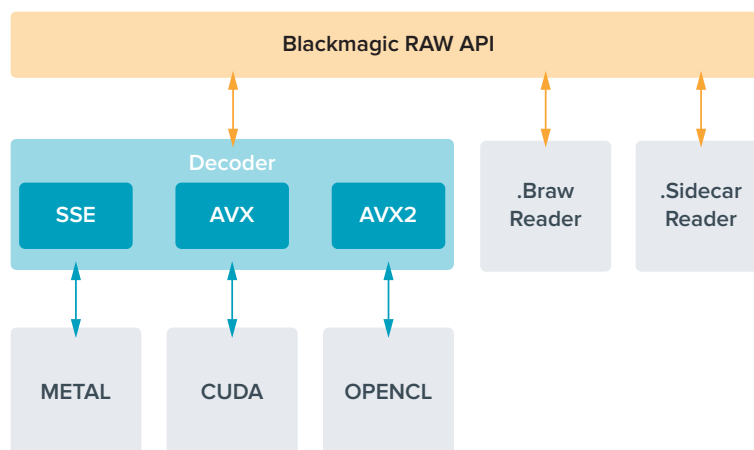 Blackmagic RAW API
Decoder
SSE
AVX
AVX2
.Braw
Reader
.Sidecar
Reader
METAL
CUDA
OPENCL